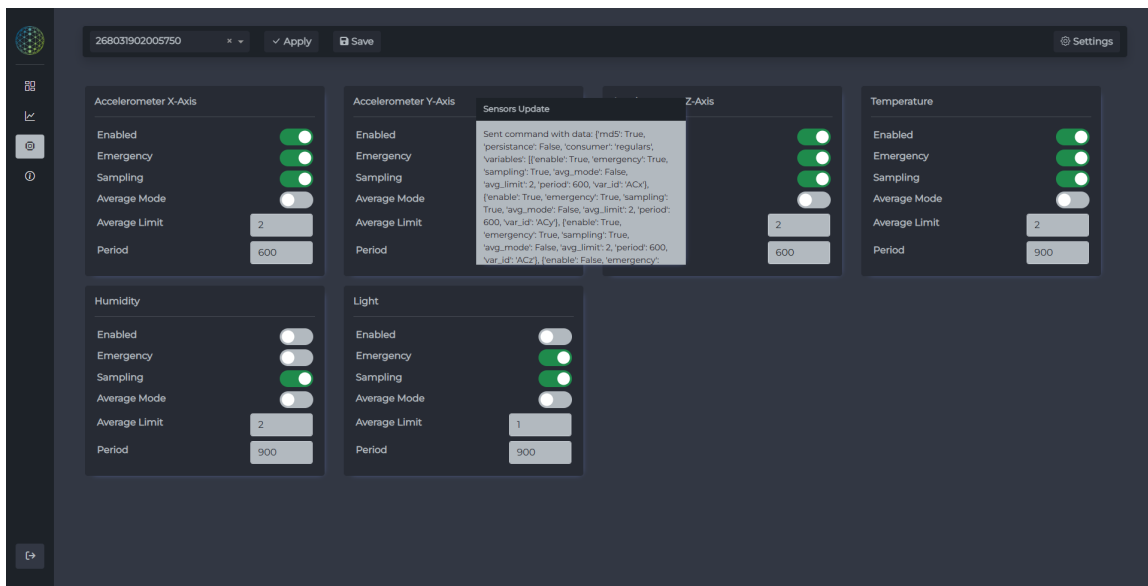 268031902005750
Apply
Save
Settings
Accelerometer X-Axis
Enabled
Emergency
Sampling
Average Mode
Average Limit
2
Period
600
Accelerometer Y-Axis
Enabled
Emergency
Sampling
Average Mode
Average Limit
Period
Sensors Update
Sent command with data: {'md5': True,
'persistance': False, 'consumer': 'regulars',
'variables': [{'enable': True, 'emergency': True,
'sampling': True, 'avg_mode': False,
'avg_limit': 2, 'period': 600, 'var_id': 'ACx'},
{'enable': True, 'emergency': True, 'sampling':
True, 'avg_mode': False, 'avg_limit': 2, 'period':
600, 'var_id': 'ACy'}, {'enable': True,
'emergency': True, 'sampling': True,
'avg_mode': False, 'avg_limit': 2, 'period': 600,
'var_id': 'ACz'}, {'enable': False, 'emergency':
Z-Axis
2
600
Temperature
Enabled
Emergency
Sampling
Average Mode
Average Limit
2
Period
900
Humidity
Enabled
Emergency
Sampling
Average Mode
Average Limit
2
Period
900
Light
Enabled
Emergency
Sampling
Average Mode
Average Limit
1
Period
900